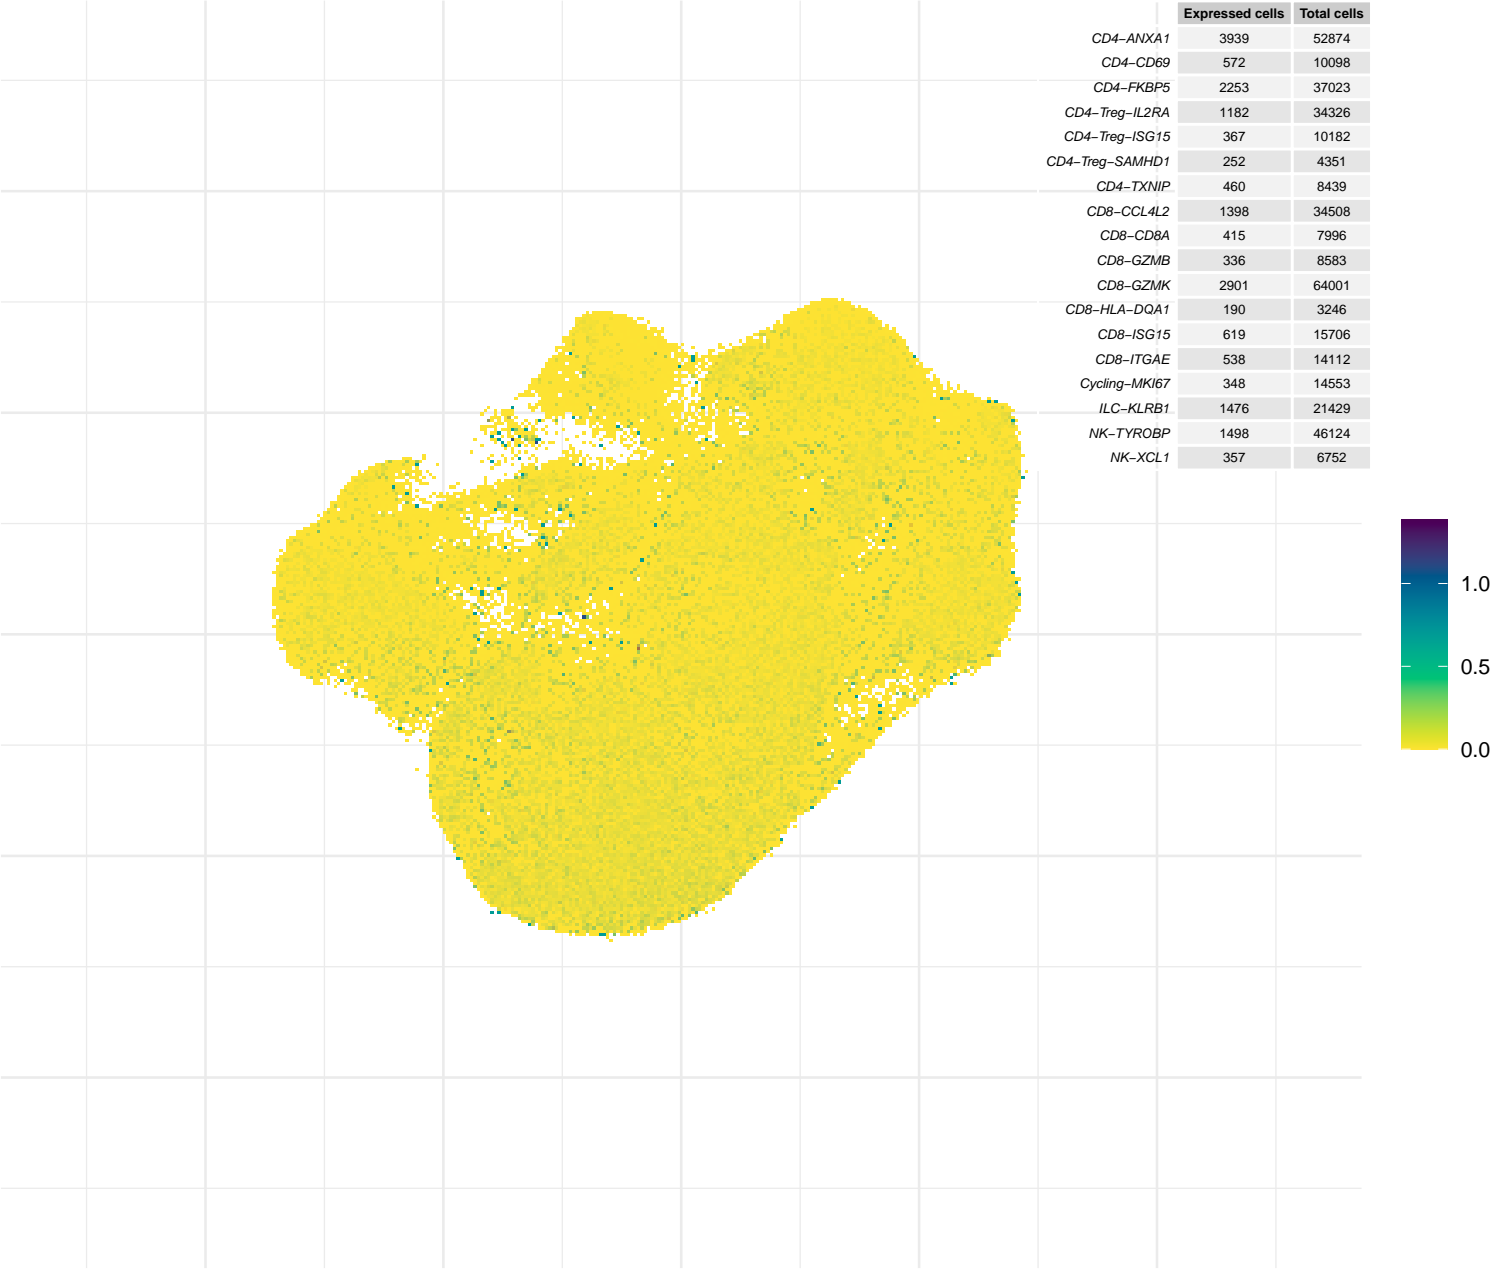 Expressed cells Total cells
CD4−ANXA1 3939 52874
CD4−CD69 572 10098
CD4−FKBP5 2253 37023
CD4−Treg−IL2RA 1182 34326
CD4−Treg−ISG15 367 10182
CD4−Treg−SAMHD1 252 4351
CD4−TXNIP 460 8439
CD8−CCL4L2 1398 34508
CD8−CD8A 415 7996
CD8−GZMB 336 8583
CD8−GZMK 2901 64001
CD8−HLA−DQA1 190 3246
CD8−ISG15 619 15706
CD8−ITGAE 538 14112
Cycling−MKI67 348 14553
ILC−KLRB1 1476 21429
NK−TYROBP 1498 46124
NK−XCL1 357 6752
1.0
0.5
0.0